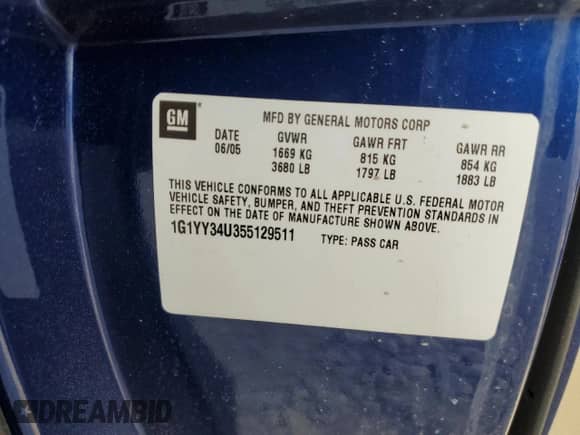 GM
MFD BY GENERAL MOTORS CORP
DATE GVWR GAWR FRT GAWR RR
06/05 1669 KG 815 KG 854 KG
3680 LB 1797 LB 1883 LB
THIS VEHICLE CONFORMS TO ALL APPLICABLE U.S. FEDERAL MOTOR
VEHICLE SAFETY, BUMPER, AND THEFT PREVENTION STANDARDS IN
EFFECT ON THE DATE OF MANUFACTURE SHOWN ABOVE.
1G1YY34U355129511 TYPE: PASS CAR
DREAMBID